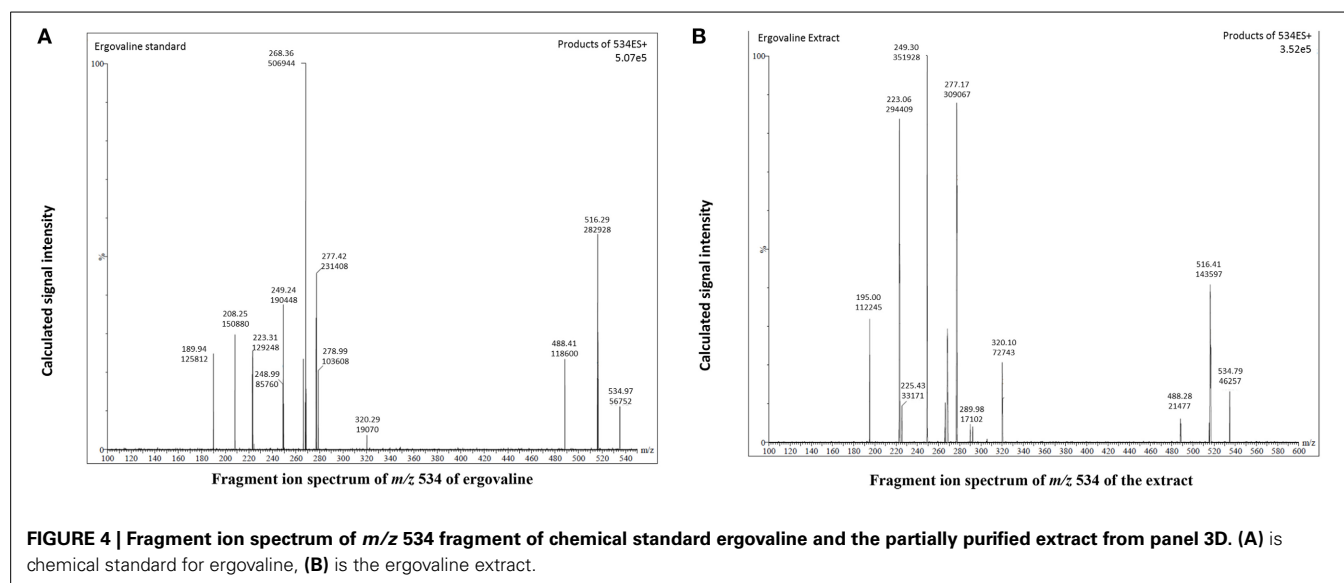 A
Ergovaline standard
Products of 534ES+
5.07e5
268.36
506944
100
%
Calculated signal intensity
516.29
282928
277.42
231408
249.24
190448
208.25
150880
223.31
129248
189.94
125812
248.99
85760
278.99
103608
488.41
118600
534.97
56752
320.29
19070
0
100 120 140 160 180 200 220 240 260 280 300 320 340 360 380 400 420 440 460 480 500 520 540
m/z
Fragment ion spectrum of m/z 534 of ergovaline
B
Ergovaline Extract
Products of 534ES+
3.52e5
249.30
351928
100
%
Calculated signal intensity
277.17
309067
223.06
294409
195.00
112245
516.41
143597
320.10
72743
225.43
33171
289.98
17102
488.28
21477
534.79
46257
0
100 120 140 160 180 200 220 240 260 280 300 320 340 360 380 400 420 440 460 480 500 520 540 560 580 600
m/z
Fragment ion spectrum of m/z 534 of the extract
FIGURE 4 | Fragment ion spectrum of m/z 534 fragment of chemical standard ergovaline and the partially purified extract from panel 3D. (A) is
chemical standard for ergovaline, (B) is the ergovaline extract.